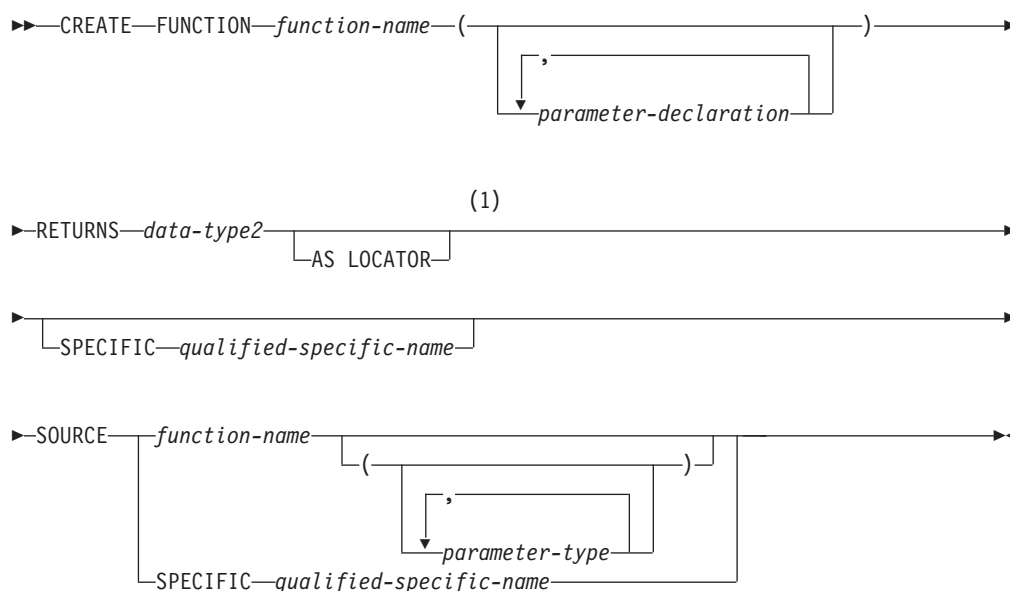 CREATE FUNCTION function-name ( )
,
parameter-declaration
(1)
RETURNS data-type2
AS LOCATOR
SPECIFIC qualified-specific-name
SOURCE function-name
( )
,
parameter-type
SPECIFIC qualified-specific-name